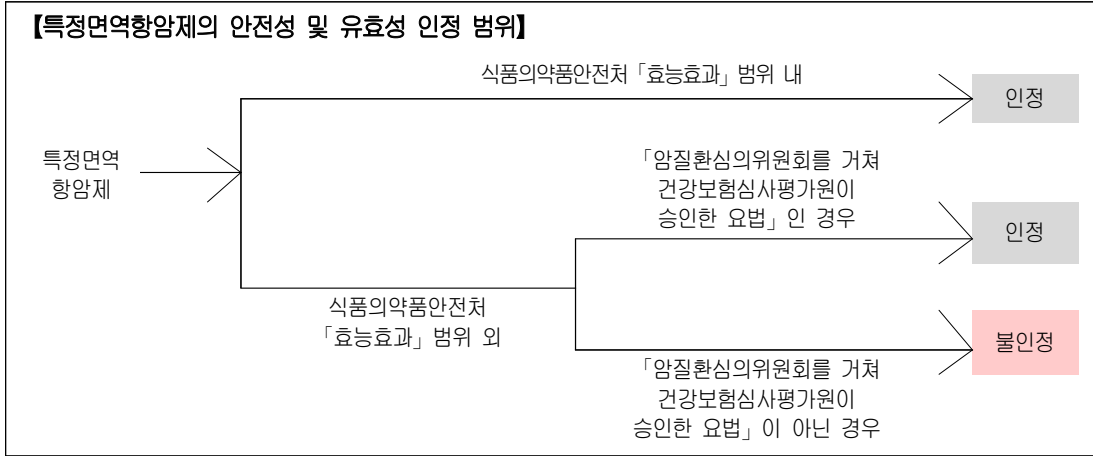 【특정면역항암제의 안전성 및 유효성 인정 범위】
식품의약품안전처「효능효과」범위 내
인정
특정면역
항암제
「암질환심의위원회를 거쳐
건강보험심사평가원이
승인한 요법」인 경우
인정
식품의약품안전처
「효능효과」범위 외
불인정
「암질환심의위원회를 거쳐
건강보험심사평가원이
승인한 요법」이 아닌 경우